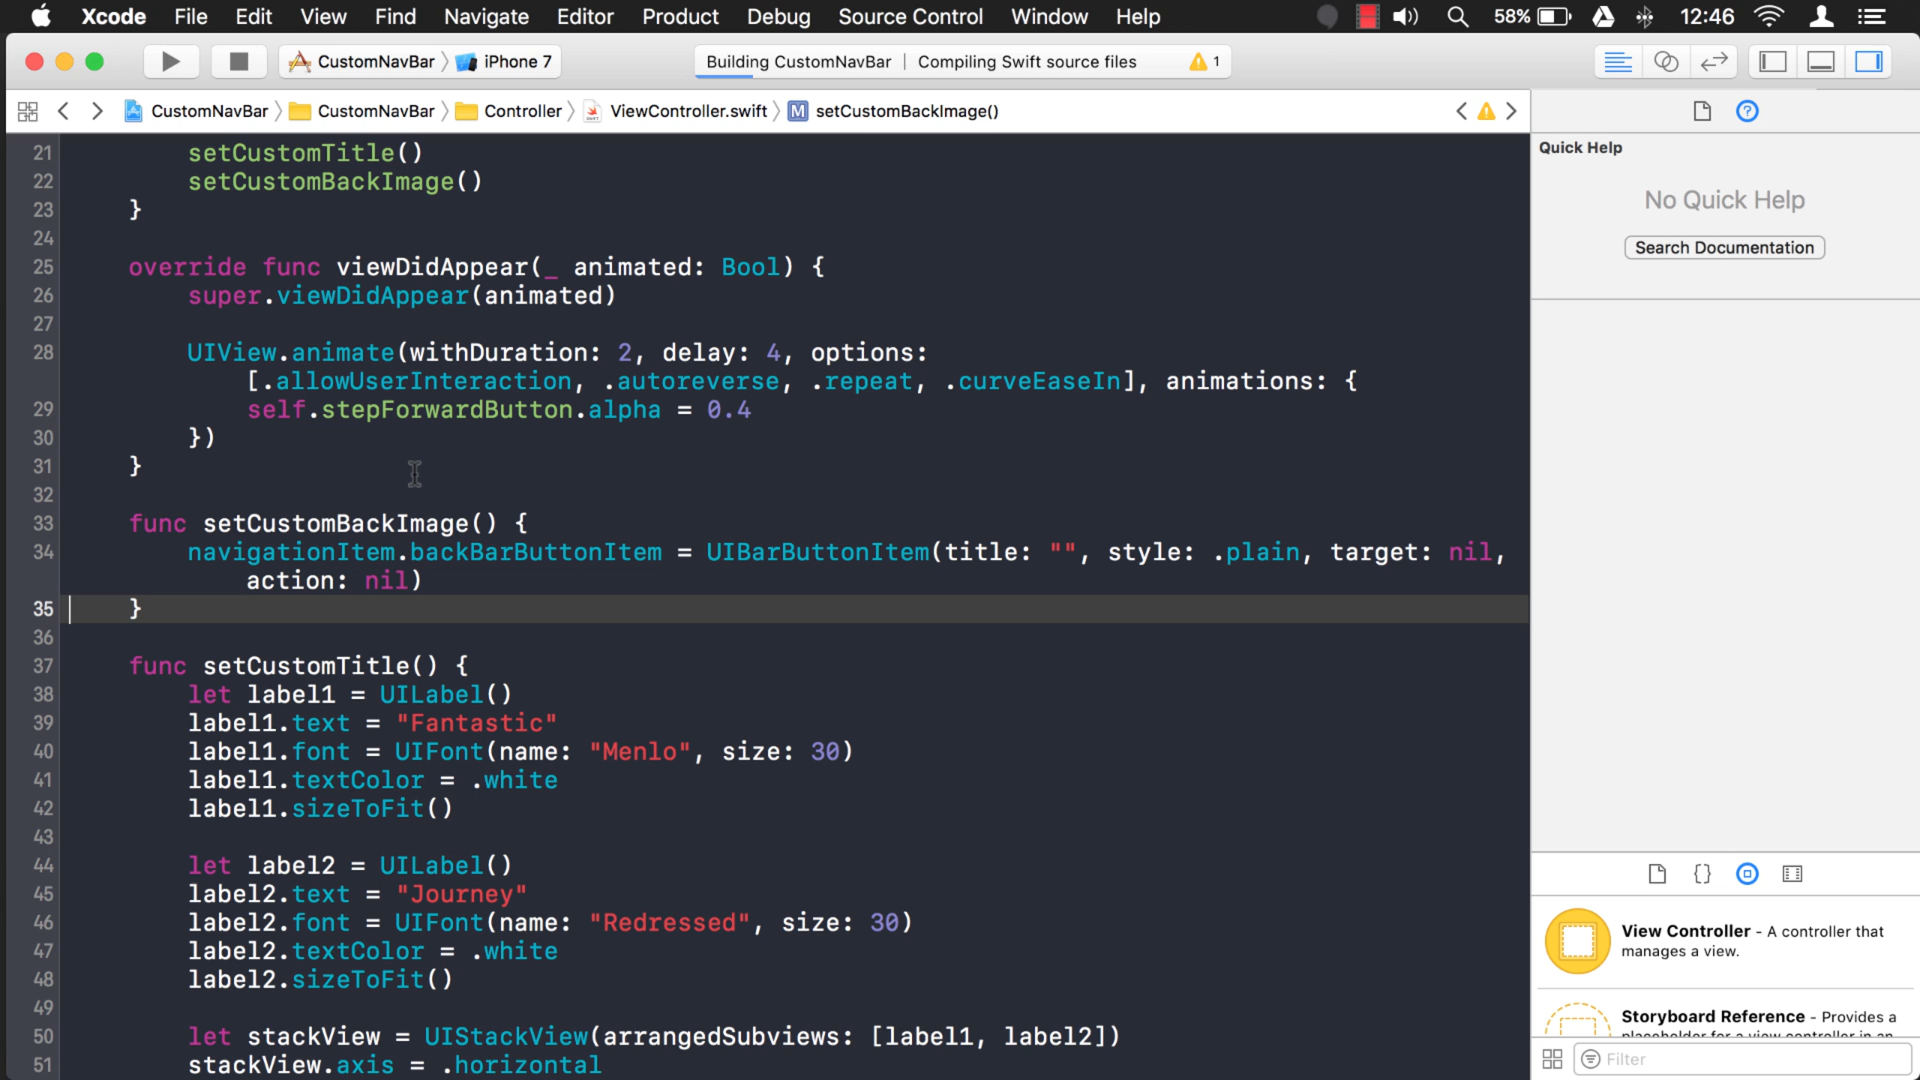 Xcode File Edit View Find Navigate Editor Product Debug Source Control Window Help 58% 12:46
CustomNavBar iPhone 7 Building CustomNavBar | Compiling Swift source files 1
CustomNavBar CustomNavBar Controller ViewController.swift M setCustomBackImage()
21 setCustomTitle()
22 setCustomBackImage()
23 }
24
25 override func viewDidAppear(_ animated: Bool) {
26 super.viewDidAppear(animated)
27
28 UIView.animate(withDuration: 2, delay: 4, options:
[.allowUserInteraction, .autoreverse, .repeat, .curveEaseIn], animations: {
29 self.stepForwardButton.alpha = 0.4
30 })
31 }
32
33 func setCustomBackImage() {
34 navigationItem.backBarButtonItem = UIBarButtonItem(title: "", style: .plain, target: nil,
action: nil)
35 }
36
37 func setCustomTitle() {
38 let label1 = UILabel()
39 label1.text = "Fantastic"
40 label1.font = UIFont(name: "Menlo", size: 30)
41 label1.textColor = .white
42 label1.sizeToFit()
43
44 let label2 = UILabel()
45 label2.text = "Journey"
46 label2.font = UIFont(name: "Redressed", size: 30)
47 label2.textColor = .white
48 label2.sizeToFit()
49
50 let stackView = UIStackView(arrangedSubviews: [label1, label2])
51 stackView.axis = .horizontal
Quick Help
No Quick Help
Search Documentation
View Controller - A controller that
manages a view.
Storyboard Reference - Provides a
placeholder for a view controller in an
Filter